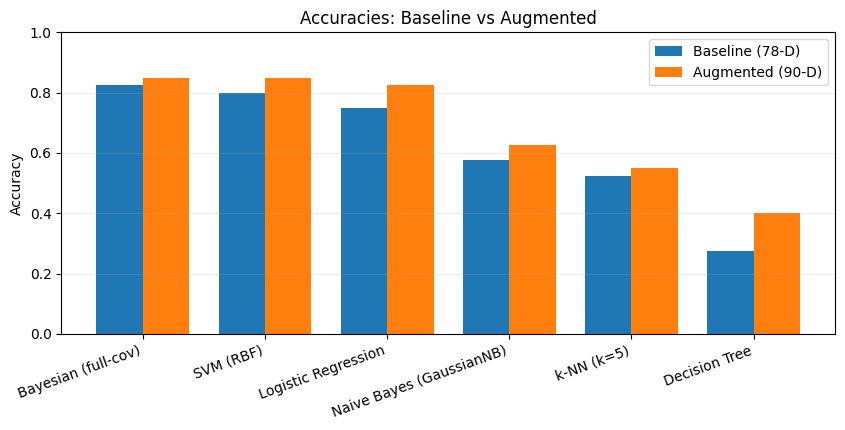 Accuracies: Baseline vs Augmented
1.0
0.8
0.6
0.4
0.2
0.0
Accuracy
Baseline (78-D)
Augmented (90-D)
Bayesian (full-cov)
SVM (RBF)
Logistic Regression
Naive Bayes (GaussianNB)
k-NN (k=5)
Decision Tree